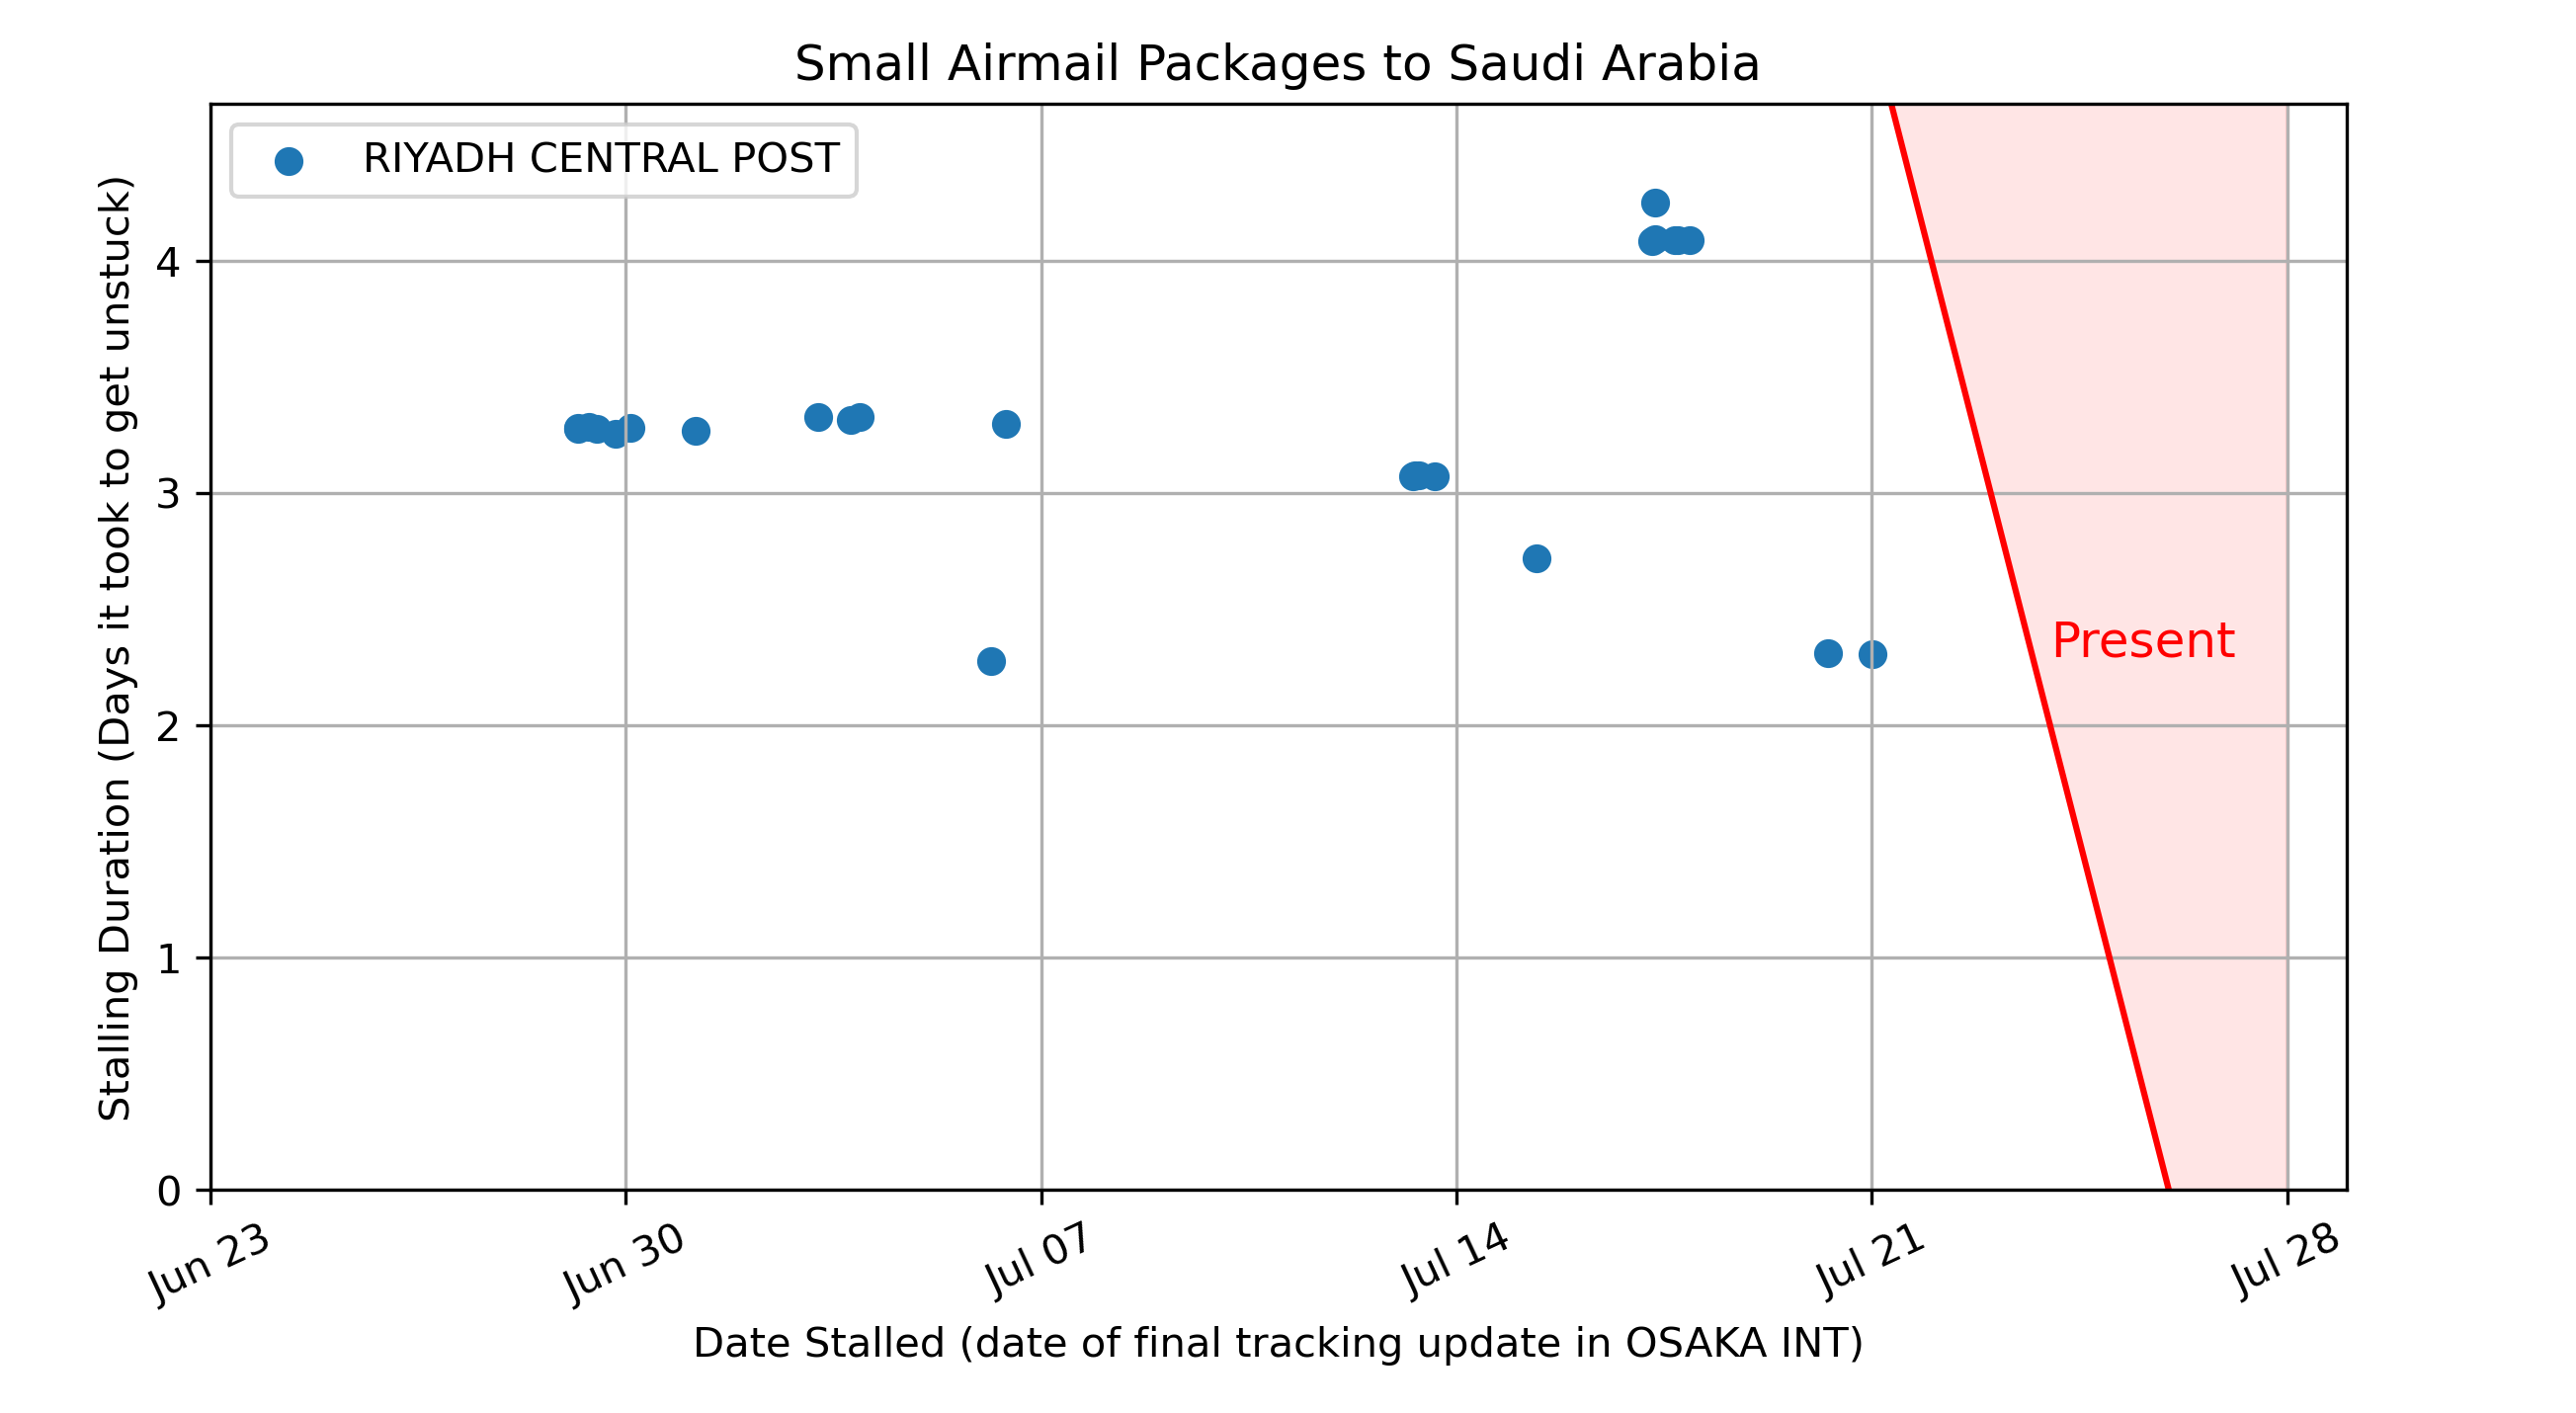 Small Airmail Packages to Saudi Arabia
RIYADH CENTRAL POST
Stalling Duration (Days it took to get unstuck)
4
3
2
1
0
Present
Jun 23
Jun 30
Jul 07
Jul 14
Jul 21
Jul 28
Date Stalled (date of final tracking update in OSAKA INT)